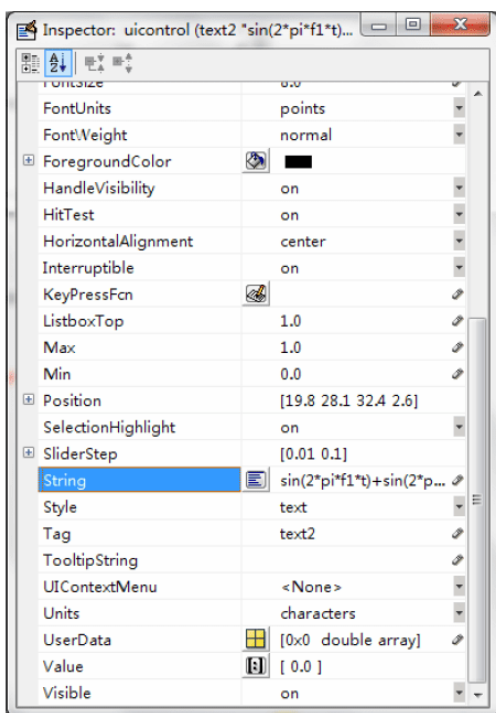 Inspector: uicontrol (text2 "sin(2*pi*f1*t)...
FontSize 8.0
FontUnits points
FontWeight normal
ForegroundColor
HandleVisibility on
HitTest on
HorizontalAlignment center
Interruptible on
KeyPressFcn
ListboxTop 1.0
Max 1.0
Min 0.0
Position [19.8 28.1 32.4 2.6]
SelectionHighlight on
SliderStep [0.01 0.1]
String sin(2*pi*f1*t)+sin(2*p...
Style text
Tag text2
TooltipString
UIContextMenu <None>
Units characters
UserData [0x0 double array]
Value [ 0.0 ]
Visible on